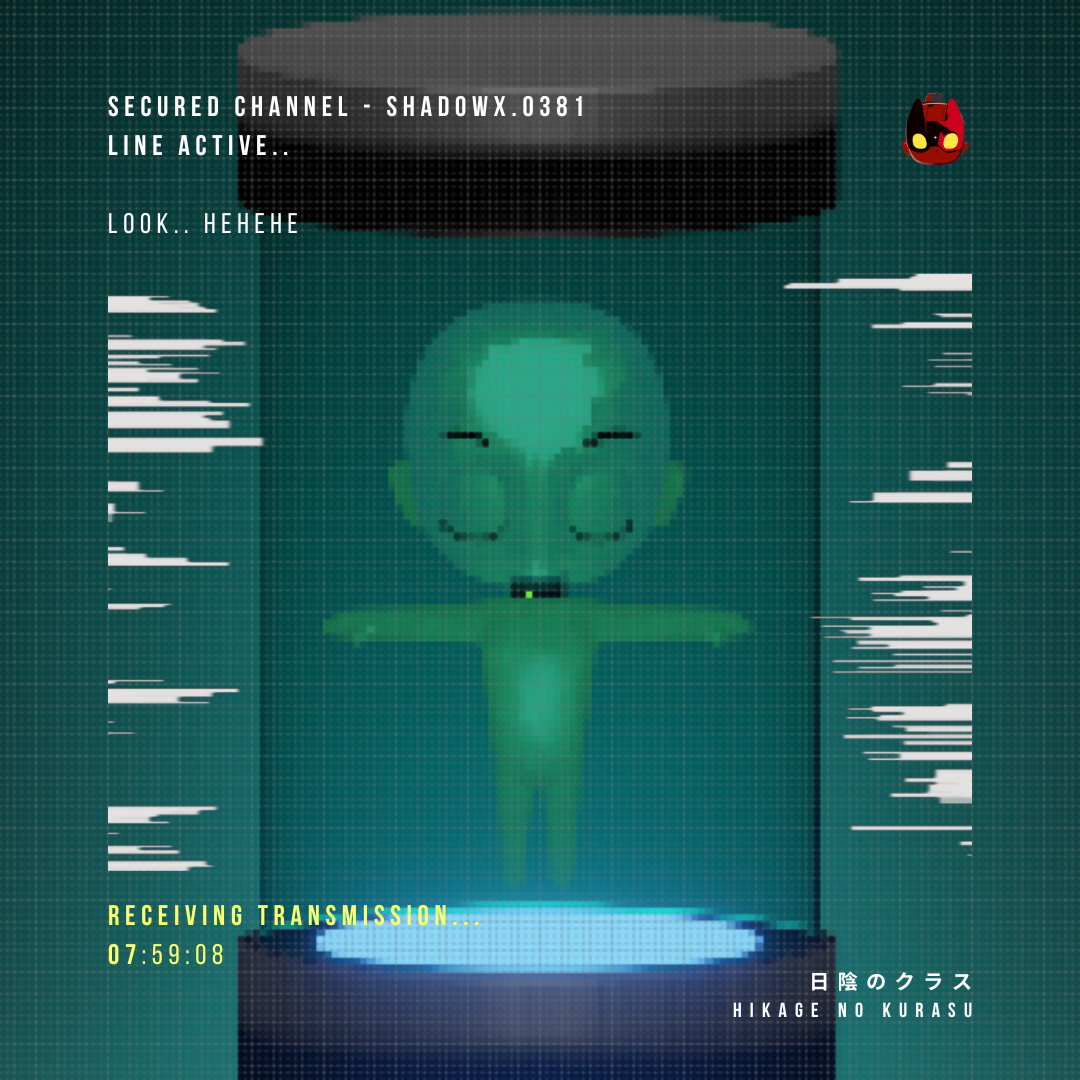 SECURED CHANNEL - SHADOWX.0381
LINE ACTIVE..
LOOK.. HEHEHE
RECEIVING TRANSMISSION...
07:59:08
日陰のクラス
HIKAGE NO KURASU